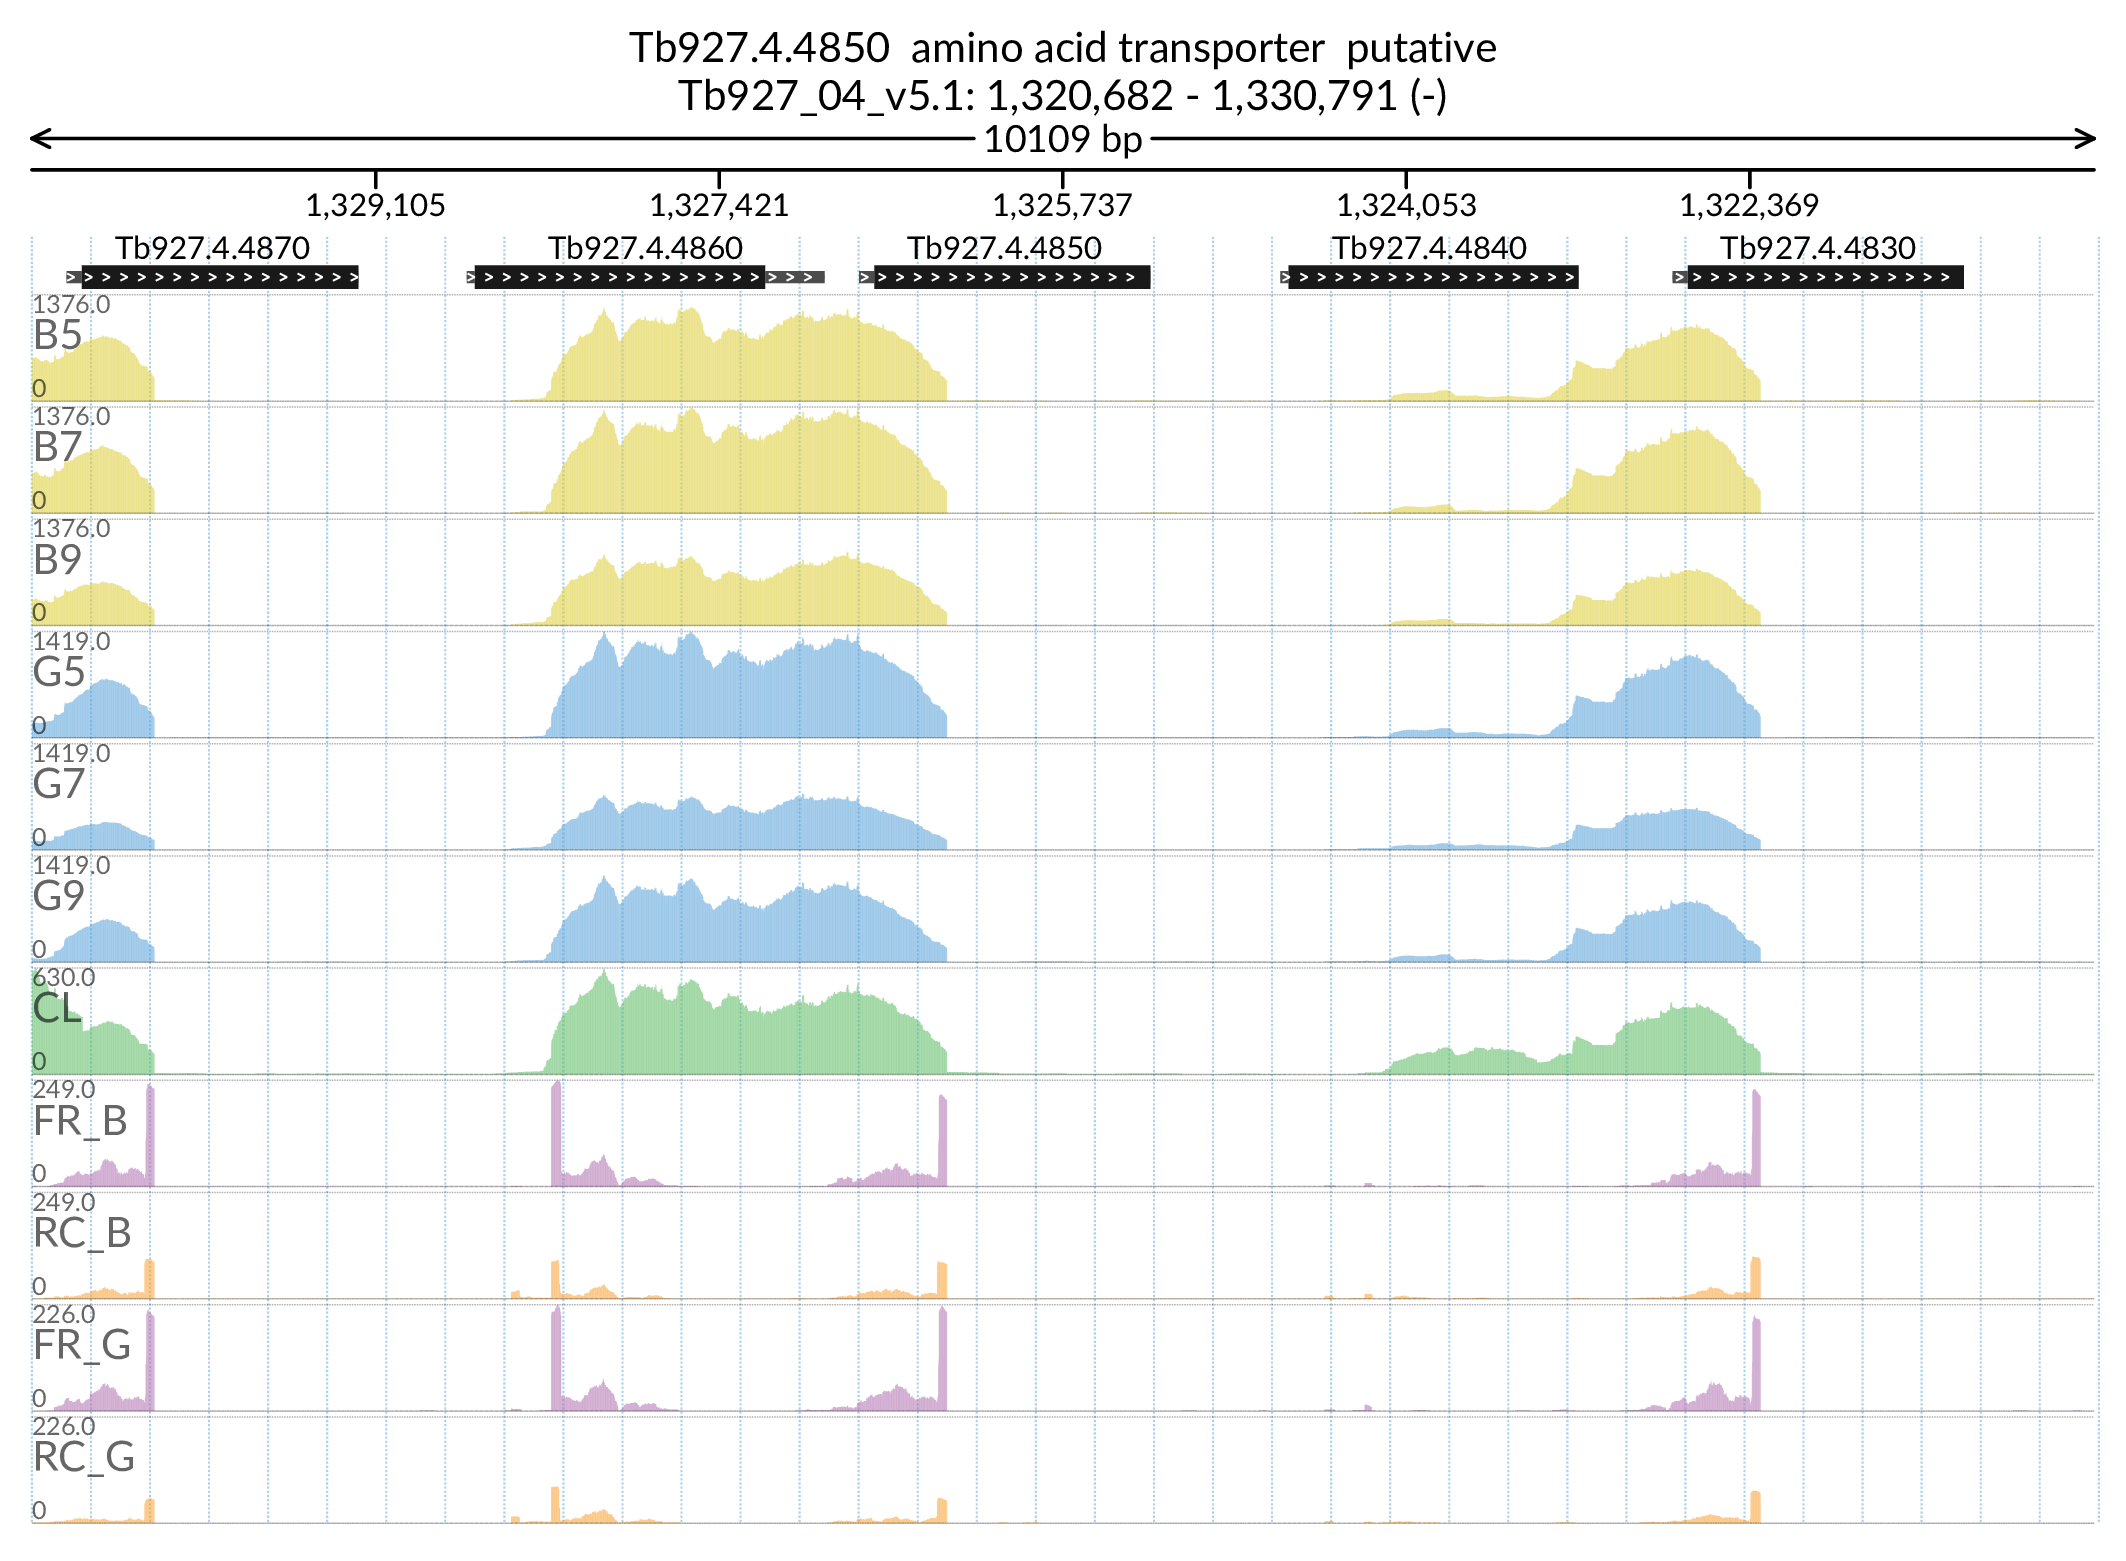 Tb927.4.4850 amino acid transporter putative
Tb927_04_v5.1: 1,320,682 - 1,330,791 (-)
10109 bp
1,329,105 1,327,421 1,325,737 1,324,053 1,322,369
Tb927.4.4870 Tb927.4.4860 Tb927.4.4850 Tb927.4.4840 Tb927.4.4830
1376.0
B5
0
1376.0
B7
0
1376.0
B9
0
1419.0
G5
0
1419.0
G7
0
1419.0
G9
0
630.0
CL
0
249.0
FR_B
0
249.0
RC_B
0
226.0
FR_G
0
226.0
RC_G
0